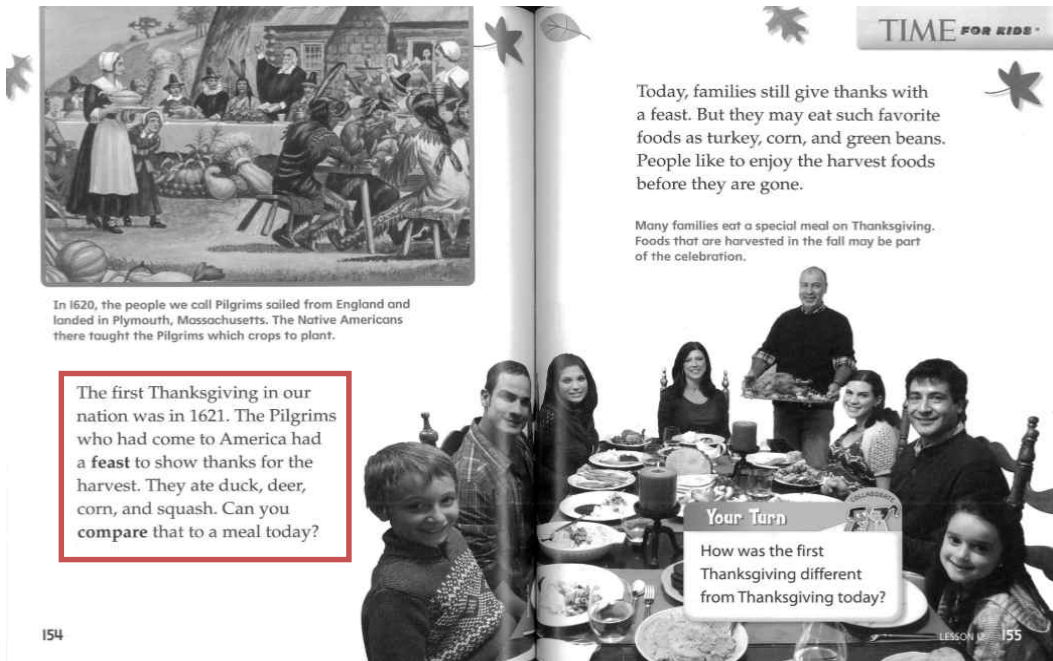 In 1620, the people we call Pilgrims sailed from England and
landed in Plymouth, Massachusetts. The Native Americans
there taught the Pilgrims which crops to plant.
The first Thanksgiving in our
nation was in 1621. The Pilgrims
who had come to America had
a feast to show thanks for the
harvest. They ate duck, deer,
corn, and squash. Can you
compare that to a meal today?
154
TIME FOR KIDS
Today, families still give thanks with
a feast. But they may eat such favorite
foods as turkey, corn, and green beans.
People like to enjoy the harvest foods
before they are gone.
Many families eat a special meal on Thanksgiving.
Foods that are harvested in the fall may be part
of the celebration.
COLLABORATE
Your Turn
How was the first
Thanksgiving different
from Thanksgiving today?
LESSON
155